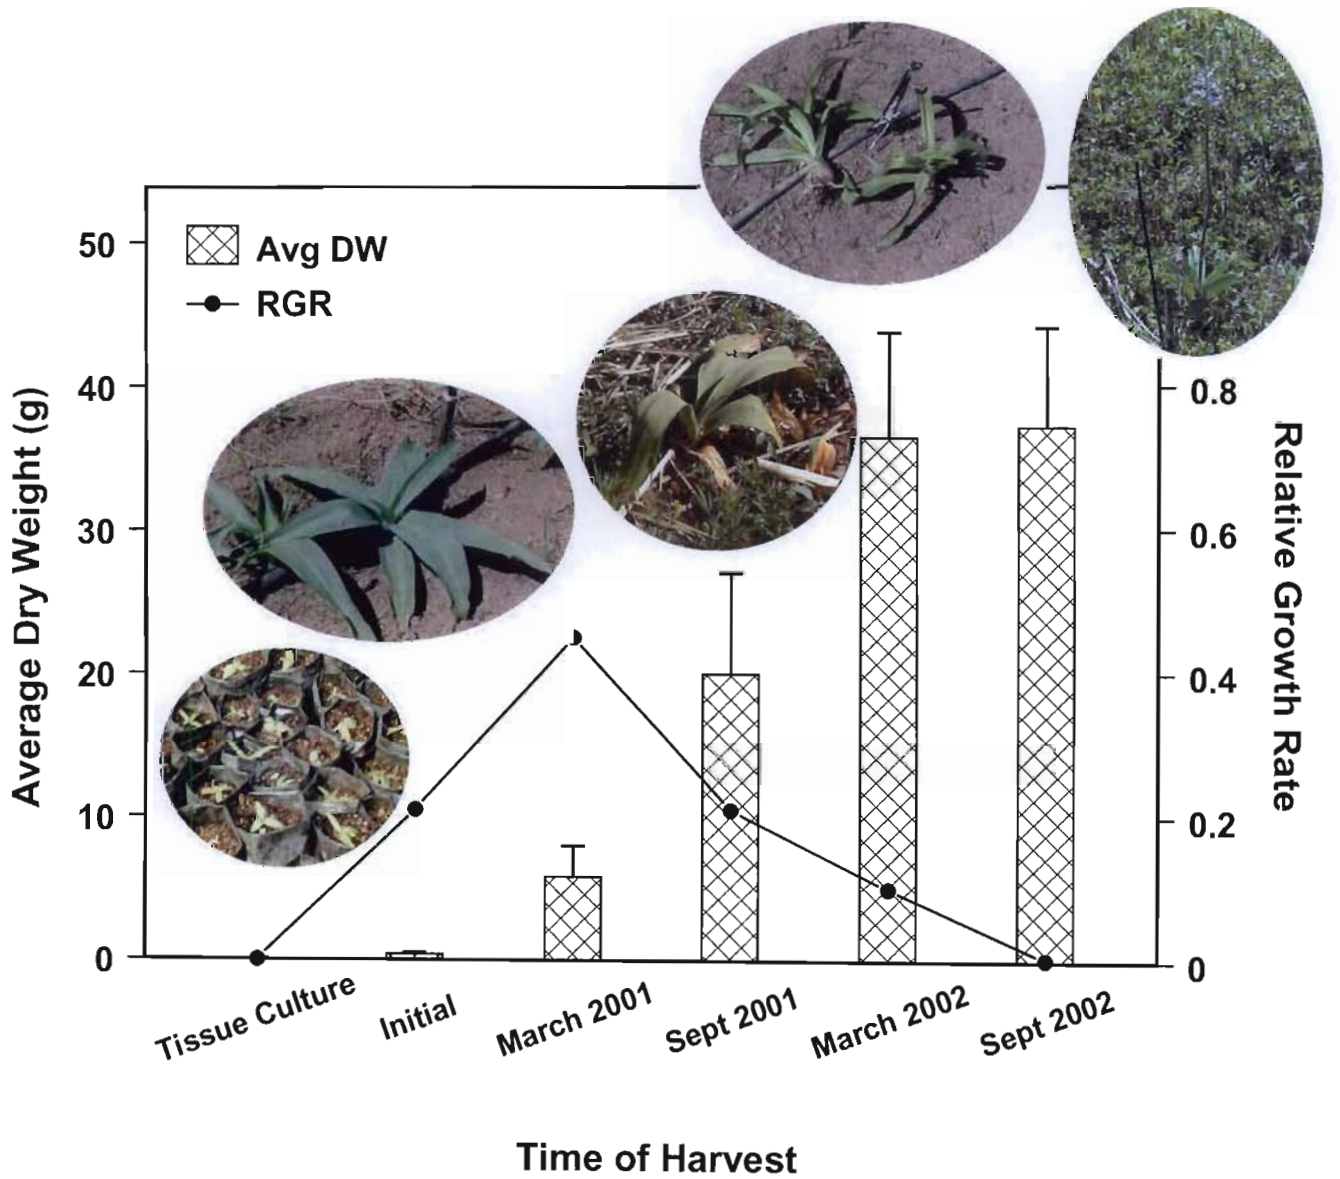 50
40
30
20
10
0
Average Dry Weight (g)
Avg DW
RGR
0.8
0.6
0.4
0.2
0
Relative Growth Rate
Tissue Culture
Initial
March 2001
Sept 2001
March 2002
Sept 2002
Time of Harvest